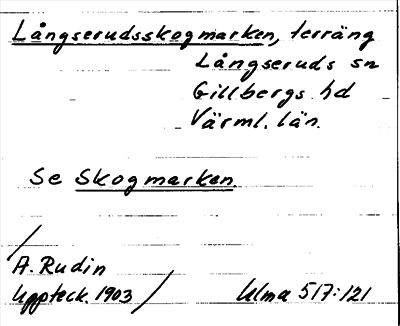 Långserudsskogmarken, terräng
Långseruds sn
Gillbergs hd
Värml. län.
Se Skogmarken.
A. Rudin
Uppteck. 1903
Ulma 517:121